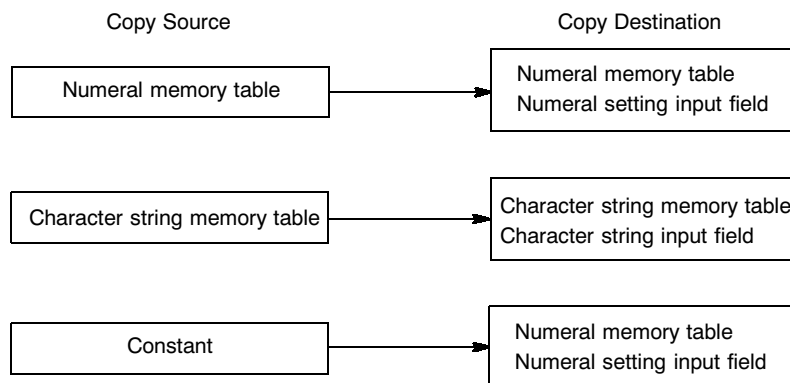 Copy Source
Copy Destination
Numeral memory table
Numeral memory table
Numeral setting input field
Character string memory table
Character string memory table
Character string input field
Constant
Numeral memory table
Numeral setting input field